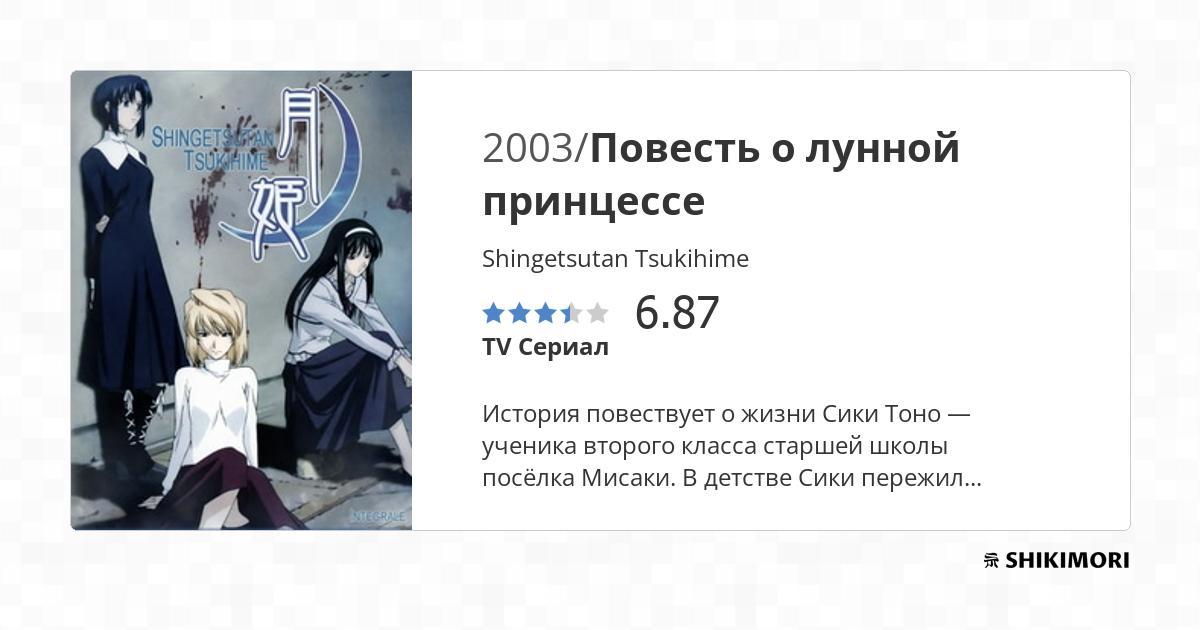 SHINGETSUTAN
TSUKIHIME
月
姫
INTEGRALE
2003/Повесть о лунной
принцессе
Shingetsutan Tsukihime
6.87
TV Сериал
История повествует о жизни Сики Тоно —
ученика второго класса старшей школы
посёлка Мисаки. В детстве Сики пережил...
SHIKIMORI